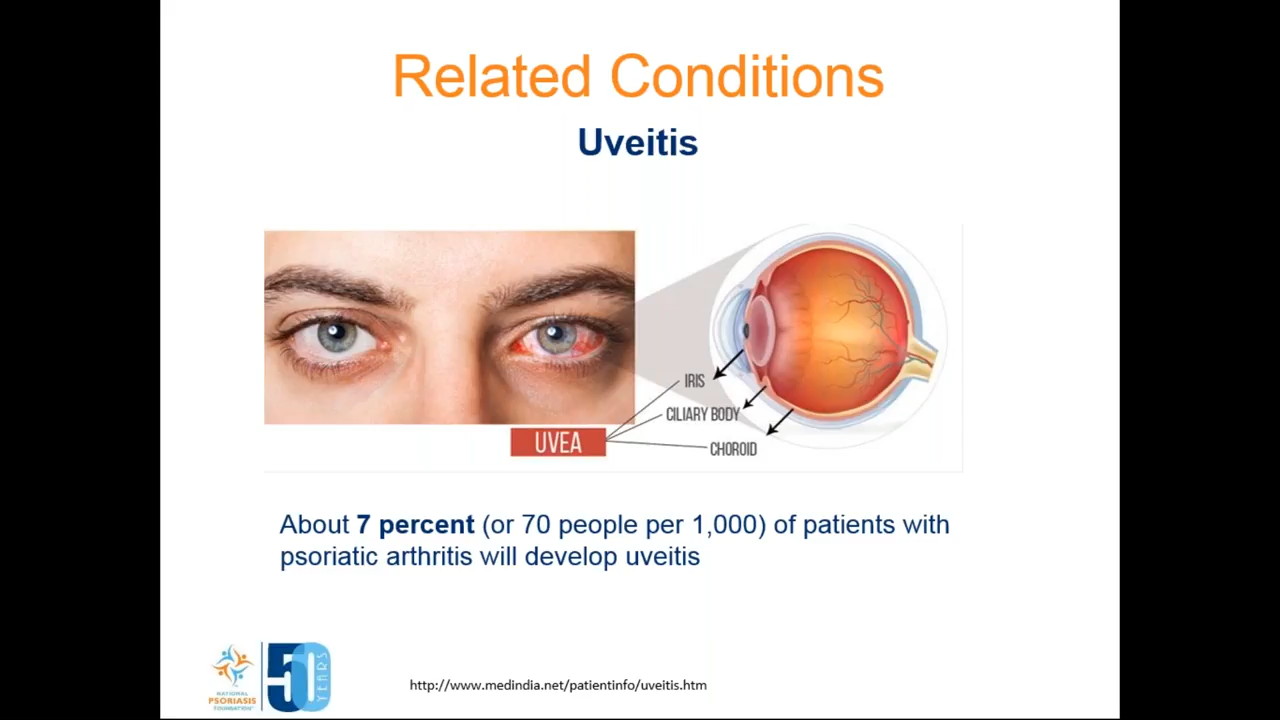 Related Conditions
Uveitis
IRIS
CILIARY BODY
CHOROID
UVEA
About 7 percent (or 70 people per 1,000) of patients with
psoriatic arthritis will develop uveitis
NATIONAL
PSORIASIS
FOUNDATION
50
YEARS
http://www.medindia.net/patientinfo/uveitis.htm